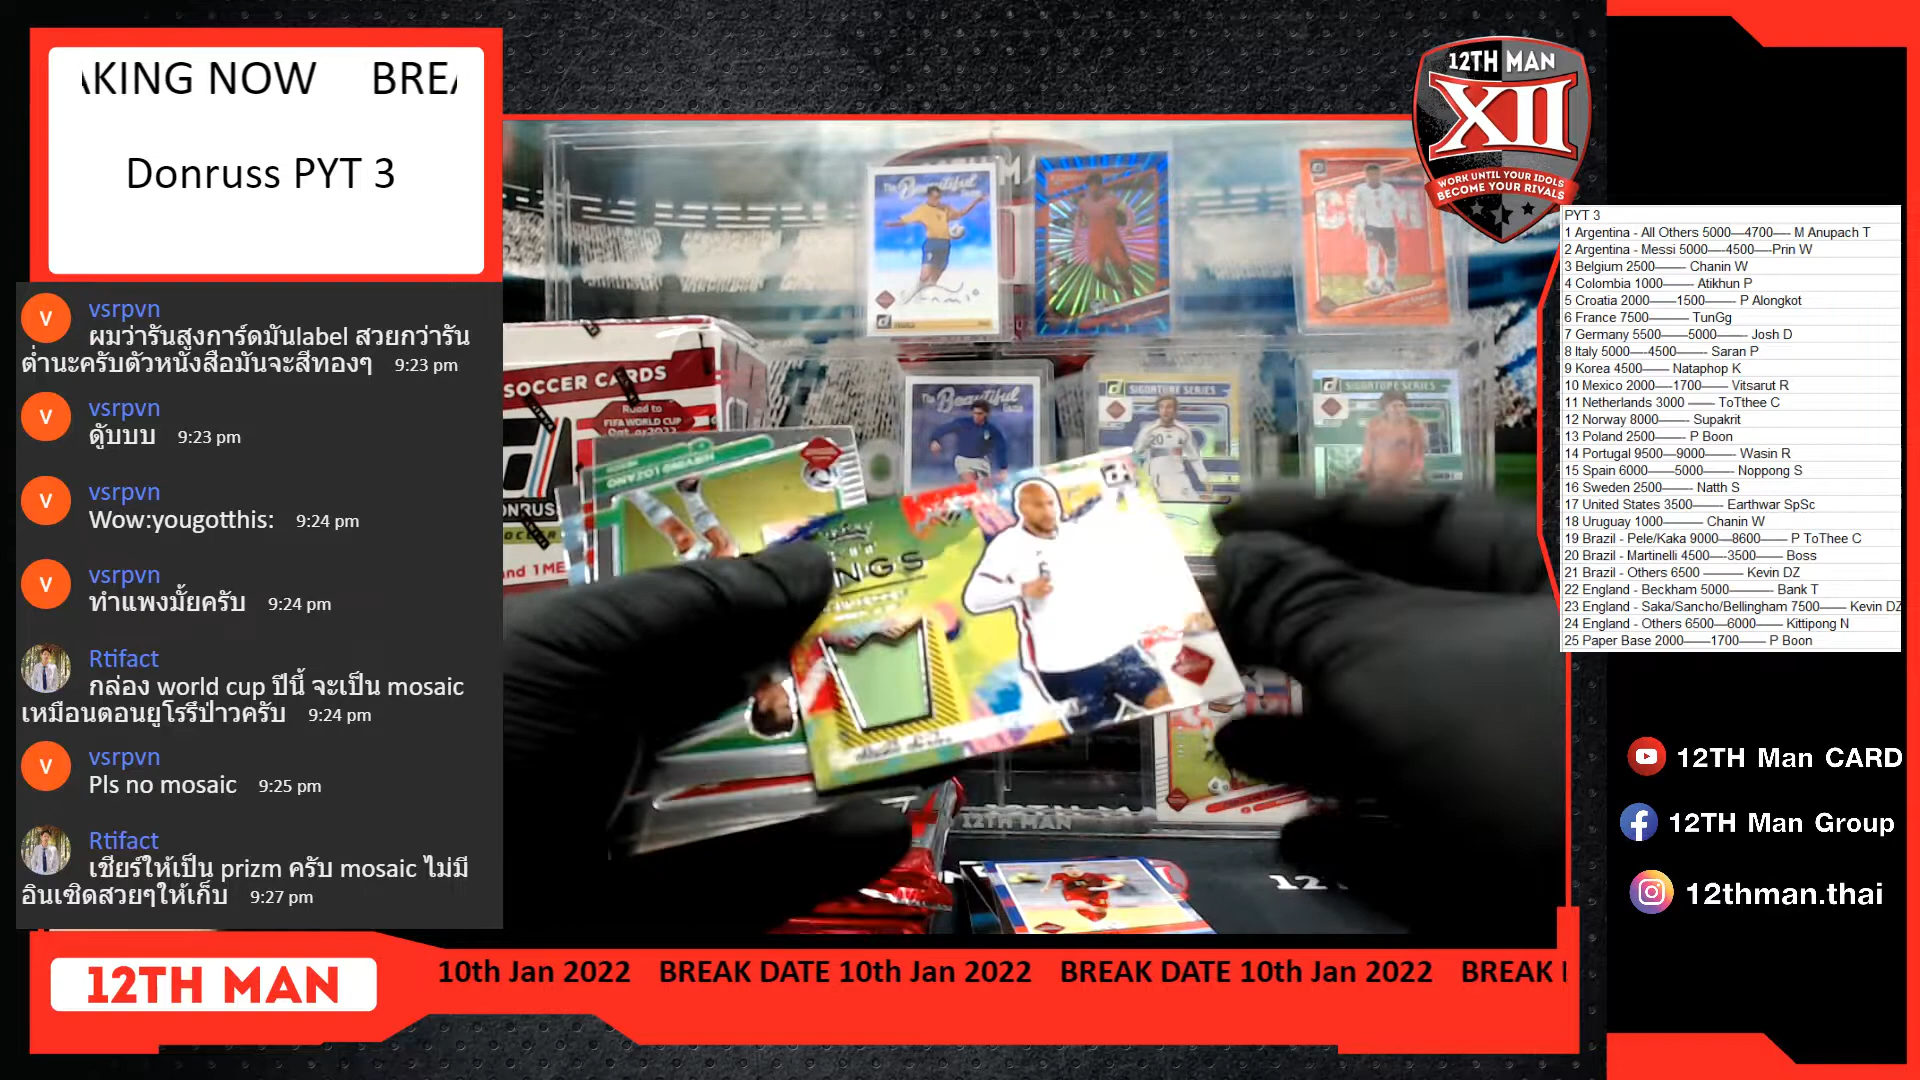 AKING NOW BREA
Donruss PYT 3
vsrpvn
ผมว่ารันสูงการ์ดมันlabel สวยกว่ารัน
ต่ำนะครับตัวหนังสือมันจะสีทองๆ 9:23 pm
vsrpvn
ดู้บบบ 9:23 pm
vsrpvn
Wow:yougotthis: 9:24 pm
vsrpvn
ทำแพงมั้ยครับ 9:24 pm
Rtifact
กล่อง world cup ปีนี้ จะเป็น mosaic
เหมือนตอนยูโรรึป่าวครับ 9:24 pm
vsrpvn
Pls no mosaic 9:25 pm
Rtifact
เชียร์ให้เป็น prizm ครับ mosaic ไม่มี
อินเซิดสวยๆให้เก็บ 9:27 pm
12TH MAN
10th Jan 2022 BREAK DATE 10th Jan 2022 BREAK DATE 10th Jan 2022 BREAK
SOCCER CARDS
Road to
FIFA WORLD CUP
The Beautiful
The Beautiful
SIGNATURE SERIES
SIGNATURE SERIES
12TH MAN
12TH MAN
XII
WORK UNTIL YOUR IDOLS
BECOME YOUR RIVALS
PYT 3
1 Argentina - All Others 5000—4700—- M Anupach T
2 Argentina - Messi 5000—-4500—-Prin W
3 Belgium 2500——- Chanin W
4 Colombia 1000——- Atikhun P
5 Croatia 2000——1500——- P Alongkot
6 France 7500——— TunGg
7 Germany 5500——5000——- Josh D
8 Italy 5000—-4500——- Saran P
9 Korea 4500—— Nataphop K
10 Mexico 2000—-1700—— Vitsarut R
11 Netherlands 3000 —— ToTthee C
12 Norway 8000——- Supakrit
13 Poland 2500——- P Boon
14 Portugal 9500—9000——- Wasin R
15 Spain 6000——5000——- Noppong S
16 Sweden 2500——- Natth S
17 United States 3500——- Earthwar SpSc
18 Uruguay 1000——— Chanin W
19 Brazil - Pele/Kaka 9000—8600—— P ToThee C
20 Brazil - Martinelli 4500—-3500—— Boss
21 Brazil - Others 6500 ——— Kevin DZ
22 England - Beckham 5000———- Bank T
23 England - Saka/Sancho/Bellingham 7500—— Kevin DZ
24 England - Others 6500—6000—— Kittipong N
25 Paper Base 2000——1700—— P Boon
12TH Man CARD
12TH Man Group
12thman.thai